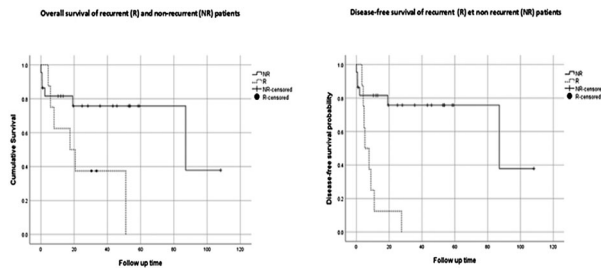 Overall survival of recurrent (R) and non-recurrent (NR) patients
Cumulative Survival
1.0
0.8
0.6
0.4
0.2
0.0
0 20 40 60 80 100 120
Follow up time
NR
R
NR-censored
R-censored
Disease-free survival of recurrent (R) et non recurrent (NR) patients
Disease-free survival probability
1.0
0.8
0.6
0.4
0.2
0.0
0 20 40 60 80 100 120
Follow up time
NR
R
NR-censored
R-censored